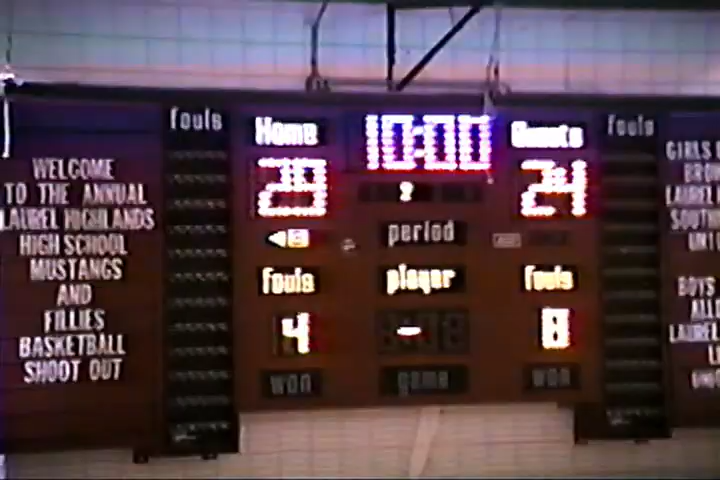 WELCOME
TO THE ANNUAL
LAUREL HIGHLANDS
HIGH SCHOOL
MUSTANGS
AND
FILLIES
BASKETBALL
SHOOT OUT
fouls
Home 10:00 Guests
29 24
period
fouls player fouls
4 8
won game won
fouls
GIRLS
LAUREL
BOYS
LAUREL